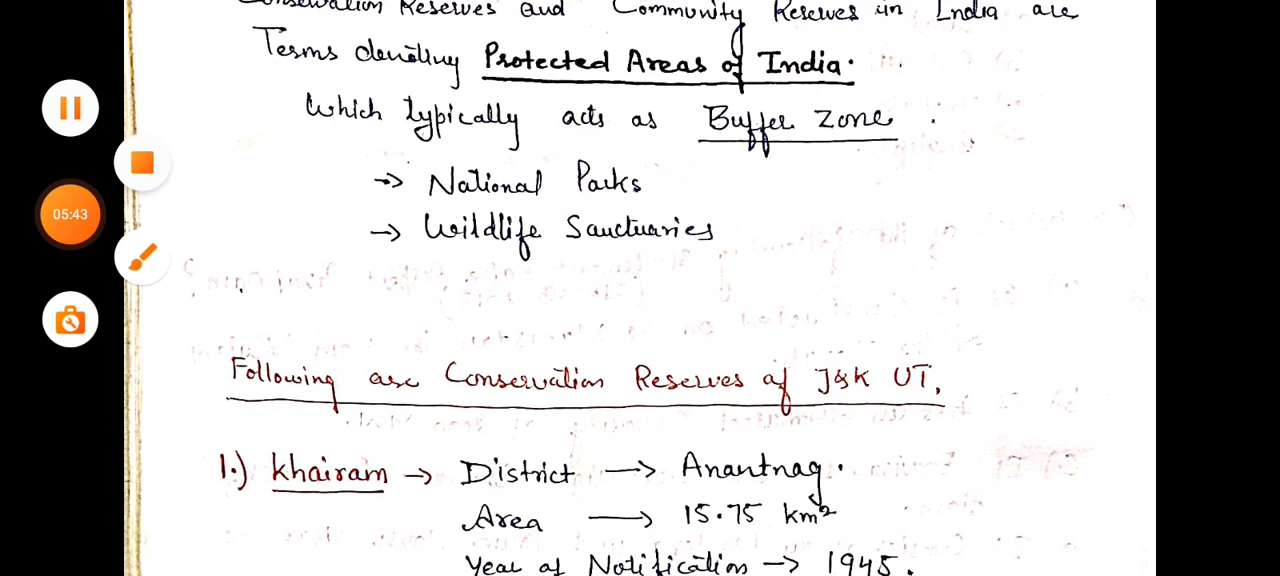 Conservation Reserves and Community Reserves in India are
Terms denoting Protected Areas of India.
Which typically acts as Buffer Zone.
→ National Parks
→ Wildlife Sanctuaries
05:43
Following are Conservation Reserves of J&K UT.
1.) Khairam → District → Anantnag.
Area → 15.75 km²
Year of Notification → 1945.